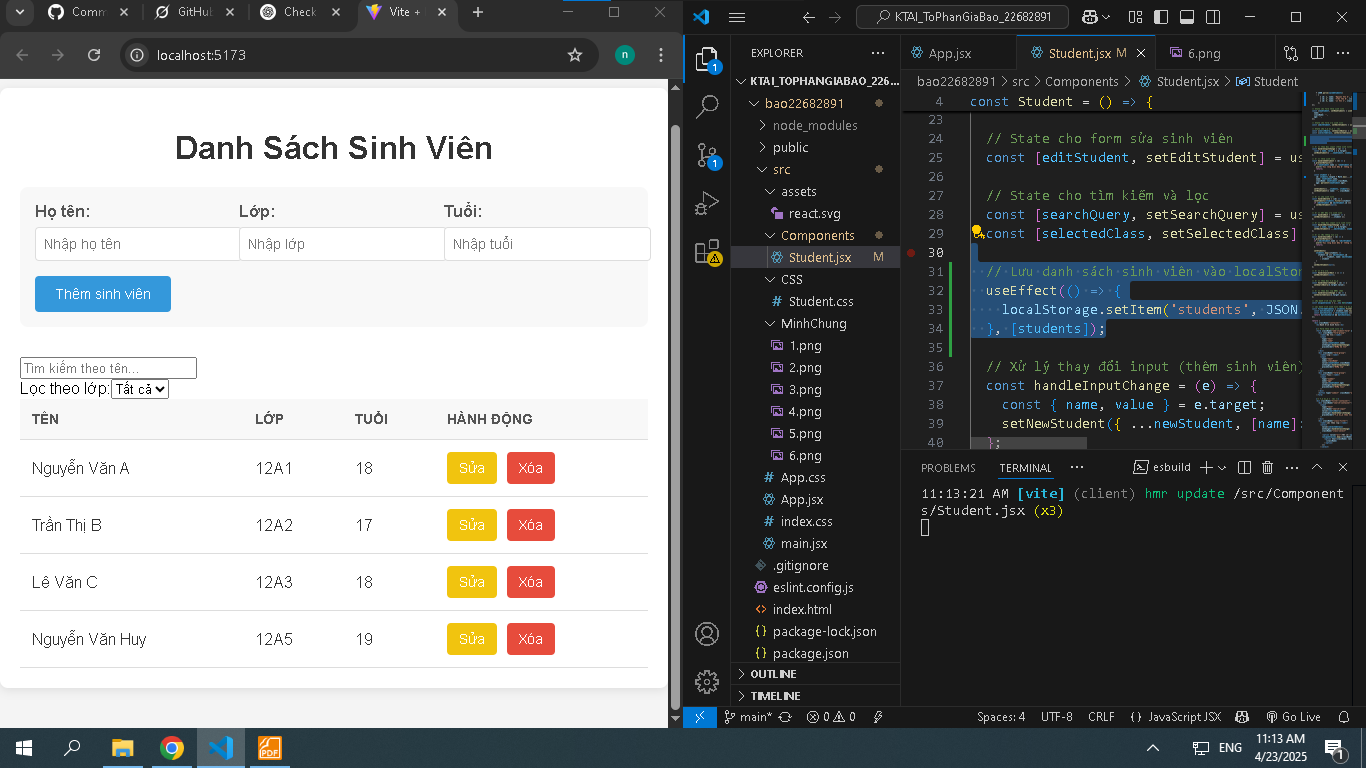 Comm
GitHub
Check
Vite +
localhost:5173
n
Danh Sách Sinh Viên
Họ tên: Lớp: Tuổi:
Nhập họ tên Nhập lớp Nhập tuổi
Thêm sinh viên
Tìm kiếm theo tên...
Lọc theo lớp: Tất cả
TÊN LỚP TUỔI HÀNH ĐỘNG
Nguyễn Văn A 12A1 18 Sửa Xóa
Trần Thị B 12A2 17 Sửa Xóa
Lê Văn C 12A3 18 Sửa Xóa
Nguyễn Văn Huy 12A5 19 Sửa Xóa
KTAI_ToPhanGiaBao_22682891
1
1
EXPLORER
KTAI_TOPHANGIABAO_226...
bao22682891
node_modules
public
src
assets
react.svg
Components
Student.jsx M
CSS
Student.css
MinhChung
1.png
2.png
3.png
4.png
5.png
6.png
App.css
App.jsx
index.css
main.jsx
.gitignore
eslint.config.js
index.html
package-lock.json
package.json
OUTLINE
TIMELINE
App.jsx
Student.jsx M
6.png
bao22682891 > src > Components > Student.jsx > Student
4 const Student = () => {
23
24 // State cho form sửa sinh viên
25 const [editStudent, setEditStudent] = us
26
27 // State cho tìm kiếm và lọc
28 const [searchQuery, setSearchQuery] = us
29 const [selectedClass, setSelectedClass]
30
31 // Lưu danh sách sinh viên vào localStor
32 useEffect(() => {
33 localStorage.setItem('students', JSON.
34 }, [students]);
35
36 // Xử lý thay đổi input (thêm sinh viên)
37 const handleInputChange = (e) => {
38 const { name, value } = e.target;
39 setNewStudent({ ...newStudent, [name]:
40 };
PROBLEMS TERMINAL
esbuild
11:13:21 AM [vite] (client) hmr update /src/Component
s/Student.jsx (x3)
main* 0 0 Spaces: 4 UTF-8 CRLF {} JavaScript JSX Go Live
PDF
ENG
11:13 AM
4/23/2025
1